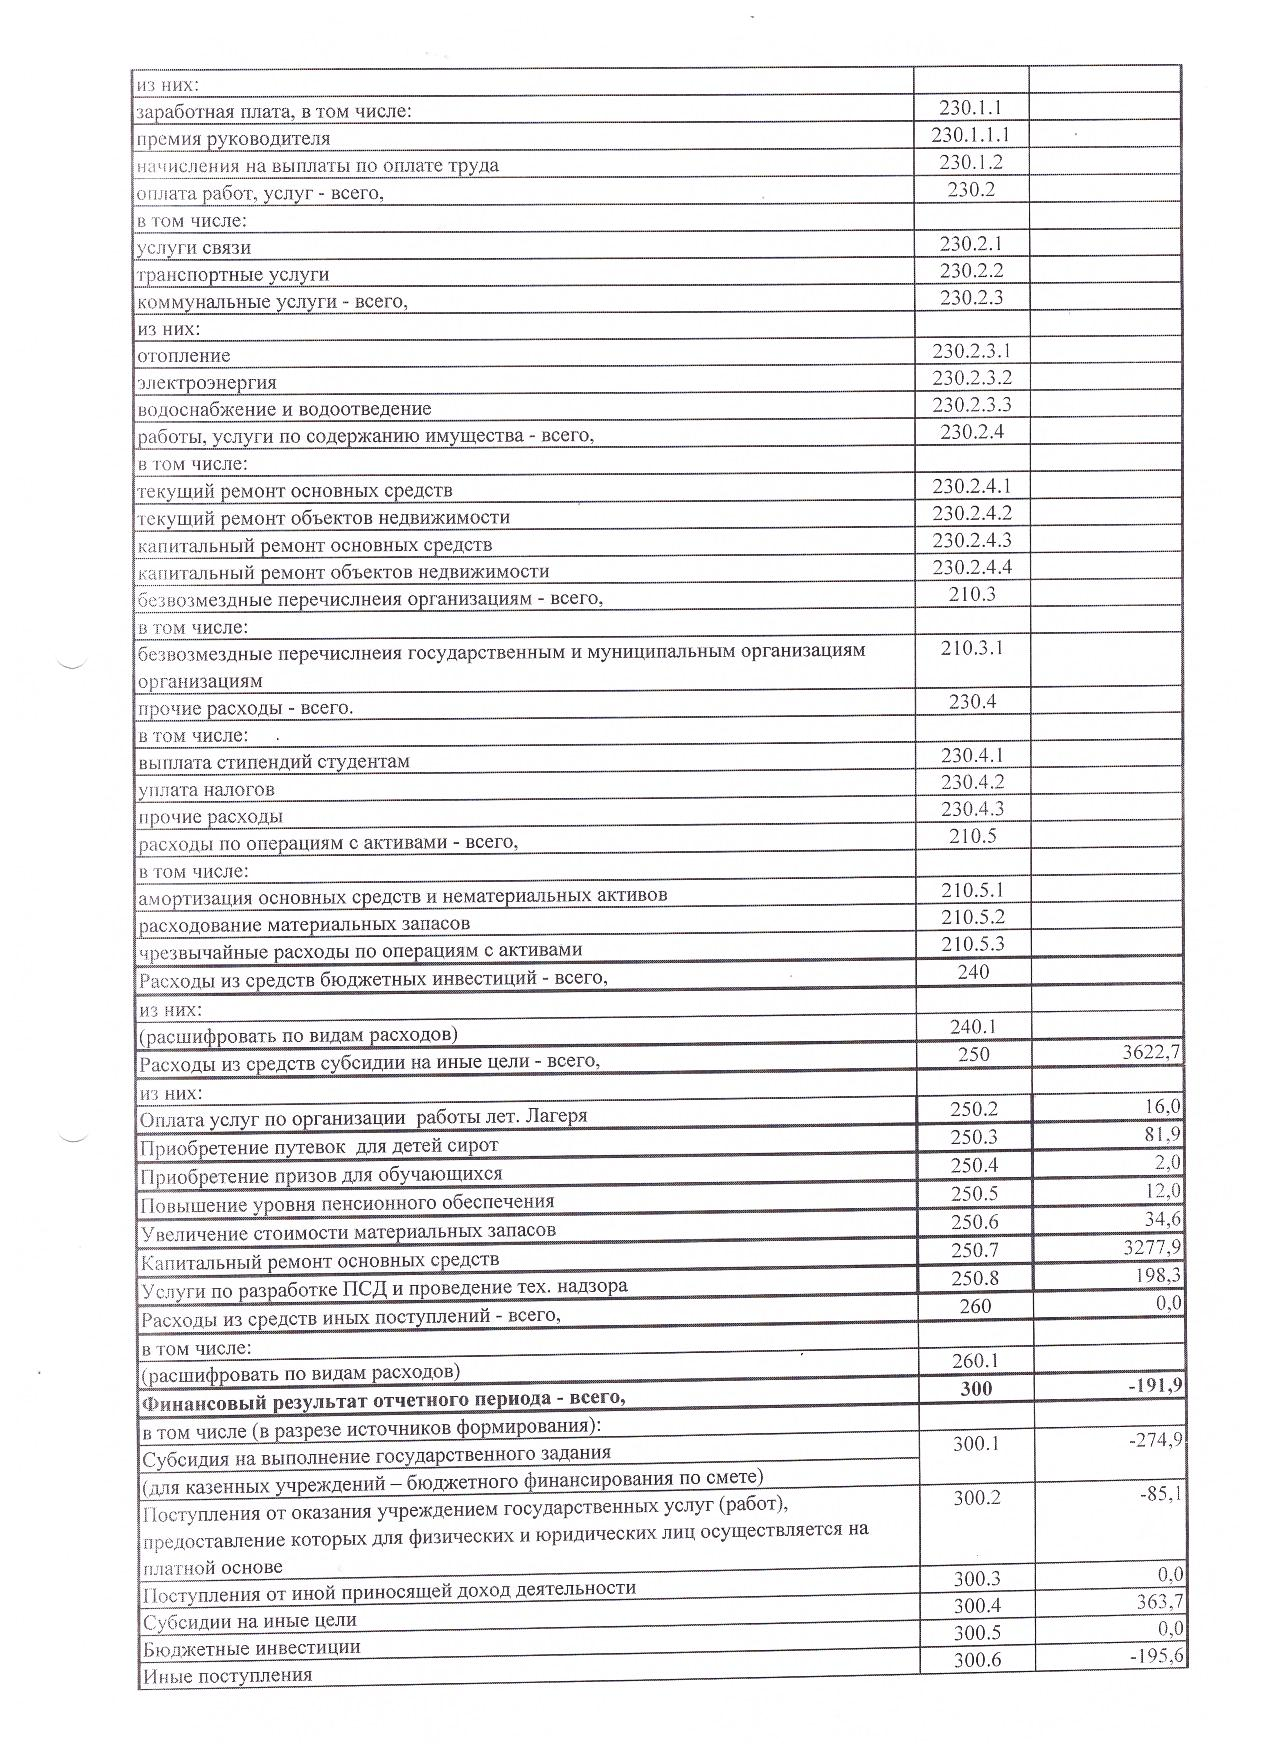 из них:
заработная плата, в том числе: 230.1.1
премия руководителя 230.1.1.1
начисления на выплаты по оплате труда 230.1.2
оплата работ, услуг - всего, 230.2
в том числе:
услуги связи 230.2.1
транспортные услуги 230.2.2
коммунальные услуги - всего, 230.2.3
из них:
отопление 230.2.3.1
электроэнергия 230.2.3.2
водоснабжение и водоотведение 230.2.3.3
работы, услуги по содержанию имущества - всего, 230.2.4
в том числе:
текущий ремонт основных средств 230.2.4.1
текущий ремонт объектов недвижимости 230.2.4.2
капитальный ремонт основных средств 230.2.4.3
капитальный ремонт объектов недвижимости 230.2.4.4
безвозмездные перечислнеия организациям - всего, 210.3
в том числе:
безвозмездные перечислнеия государственным и муниципальным организациям 210.3.1
организациям
прочие расходы - всего. 230.4
в том числе:
выплата стипендий студентам 230.4.1
уплата налогов 230.4.2
прочие расходы 230.4.3
расходы по операциям с активами - всего, 210.5
в том числе:
амортизация основных средств и нематериальных активов 210.5.1
расходование материальных запасов 210.5.2
чрезвычайные расходы по операциям с активами 210.5.3
Расходы из средств бюджетных инвестиций - всего, 240
из них:
(расшифровать по видам расходов) 240.1
Расходы из средств субсидии на иные цели - всего, 250 3622,7
из них:
Оплата услуг по организации работы лет. Лагеря 250.2 16,0
Приобретение путевок для детей сирот 250.3 81,9
Приобретение призов для обучающихся 250.4 2,0
Повышение уровня пенсионного обеспечения 250.5 12,0
Увеличение стоимости материальных запасов 250.6 34,6
Капитальный ремонт основных средств 250.7 3277,9
Услуги по разработке ПСД и проведение тех. надзора 250.8 198,3
Расходы из средств иных поступлений - всего, 260 0,0
в том числе:
(расшифровать по видам расходов) 260.1
Финансовый результат отчетного периода - всего, 300 -191,9
в том числе (в разрезе источников формирования):
Субсидия на выполнение государственного задания 300.1 -274,9
(для казенных учреждений – бюджетного финансирования по смете)
Поступления от оказания учреждением государственных услуг (работ), 300.2 -85,1
предоставление которых для физических и юридических лиц осуществляется на
платной основе
Поступления от иной приносящей доход деятельности 300.3 0,0
Субсидии на иные цели 300.4 363,7
Бюджетные инвестиции 300.5 0,0
Иные поступления 300.6 -195,6